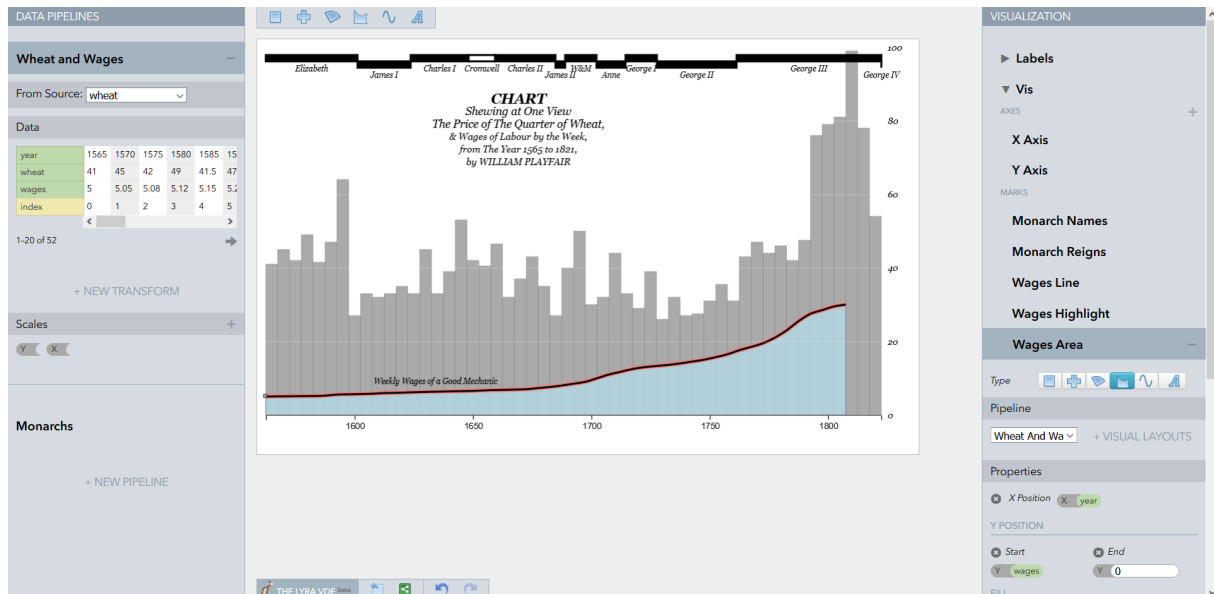 DATA PIPELINES
Wheat and Wages
From Source: wheat
Data
year 1565 1570 1575 1580 1585 15
wheat 41 45 42 49 41.5 47
wages 5 5.05 5.08 5.12 5.15 5.2
index 0 1 2 3 4 5
1-20 of 52
+ NEW TRANSFORM
Scales
Y X
Monarchs
+ NEW PIPELINE
Elizabeth
James I
Charles I
Cromwell
Charles II
James II
W&M
Anne
George I
George II
George III
George IV
CHART
Shewing at One View
The Price of The Quarter of Wheat,
& Wages of Labour by the Week,
from The Year 1565 to 1821,
by WILLIAM PLAYFAIR
Weekly Wages of a Good Mechanic
100
80
60
40
20
0
1600 1650 1700 1750 1800
THE LYRA VDE beta
VISUALIZATION
Labels
Vis
AXES
X Axis
Y Axis
MARKS
Monarch Names
Monarch Reigns
Wages Line
Wages Highlight
Wages Area
Type
Pipeline
Wheat And Wa + VISUAL LAYOUTS
Properties
X Position X year
Y POSITION
Start End
Y wages Y 0
FILL